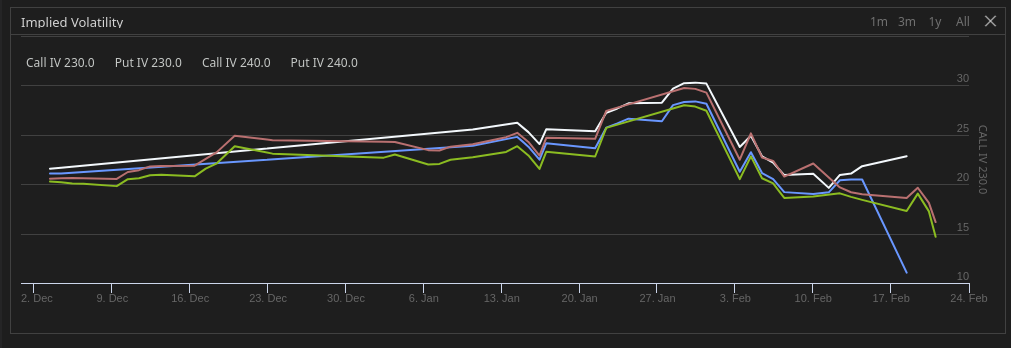 Implied Volatility 1m 3m 1y All
Call IV 230.0 Put IV 230.0 Call IV 240.0 Put IV 240.0
30
25
20
15
10
CALL IV 230.0
2. Dec 9. Dec 16. Dec 23. Dec 30. Dec 6. Jan 13. Jan 20. Jan 27. Jan 3. Feb 10. Feb 17. Feb 24. Feb